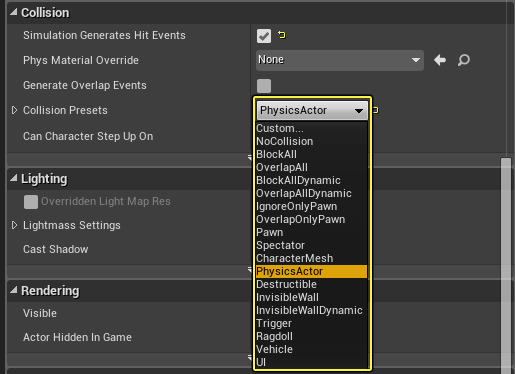 Collision
Simulation Generates Hit Events
Phys Material Override None
Generate Overlap Events
Collision Presets PhysicsActor
Can Character Step Up On
Custom...
NoCollision
BlockAll
OverlapAll
BlockAllDynamic
OverlapAllDynamic
IgnoreOnlyPawn
OverlapOnlyPawn
Pawn
Spectator
CharacterMesh
PhysicsActor
Destructible
InvisibleWall
InvisibleWallDynamic
Trigger
Ragdoll
Vehicle
UI
Lighting
Overridden Light Map Res
Lightmass Settings
Cast Shadow
Rendering
Visible
Actor Hidden In Game